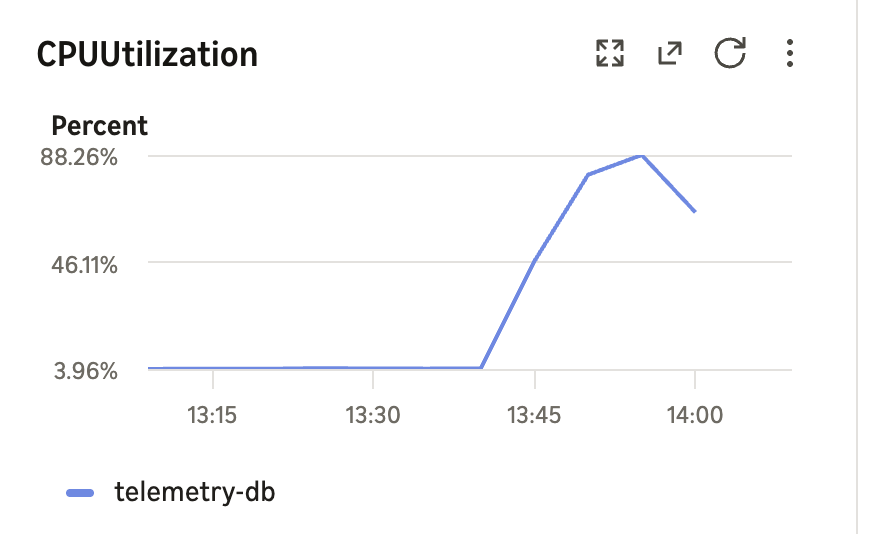 CPUUtilization
Percent
88.26%
46.11%
3.96%
13:15 13:30 13:45 14:00
telemetry-db